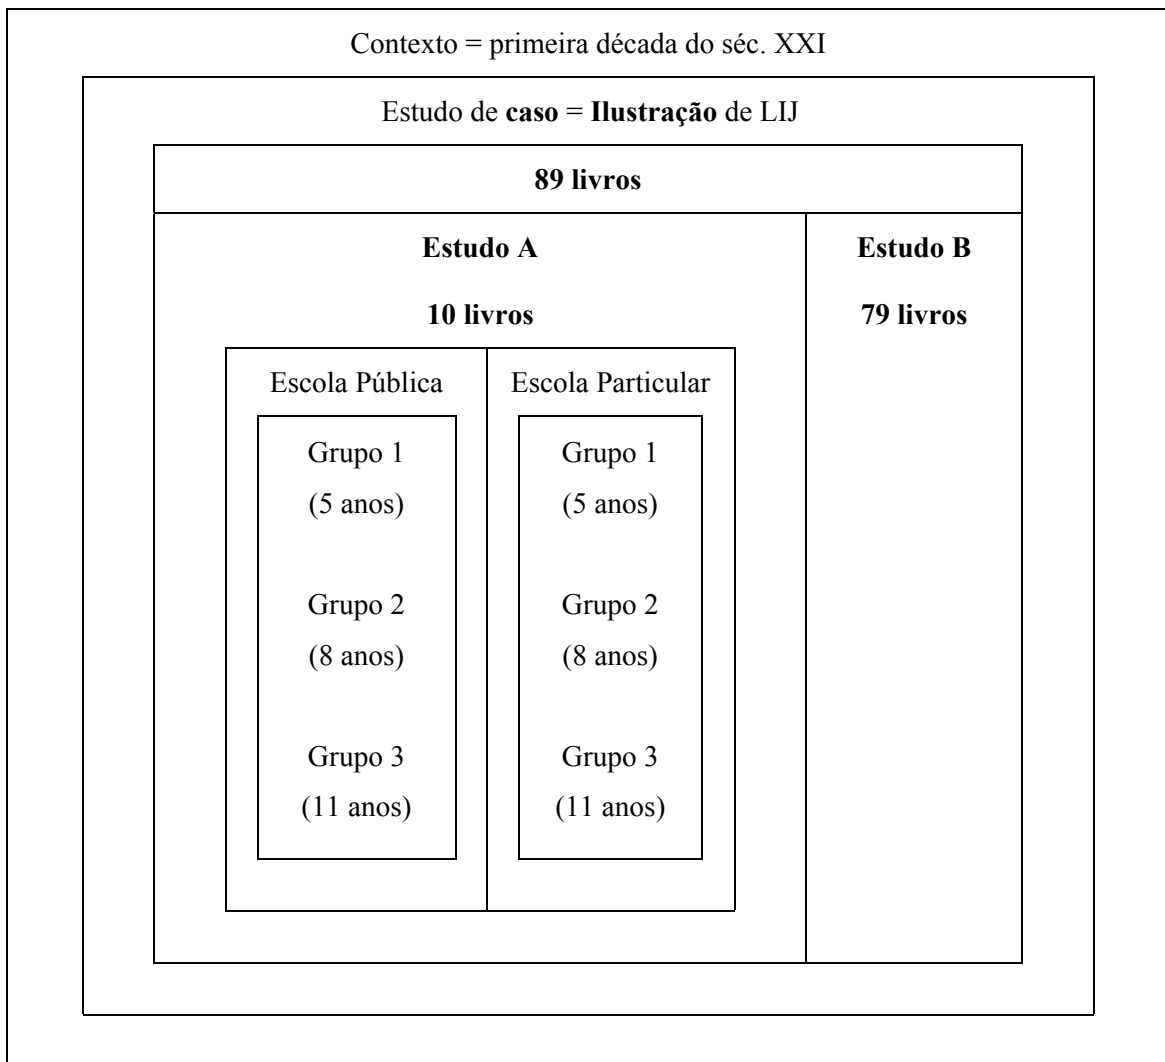 Contexto = primeira década do séc. XXI
Estudo de caso = Ilustração de LIJ
89 livros
Estudo A
10 livros
Escola Pública
Grupo 1
(5 anos)
Grupo 2
(8 anos)
Grupo 3
(11 anos)
Escola Particular
Grupo 1
(5 anos)
Grupo 2
(8 anos)
Grupo 3
(11 anos)
Estudo B
79 livros